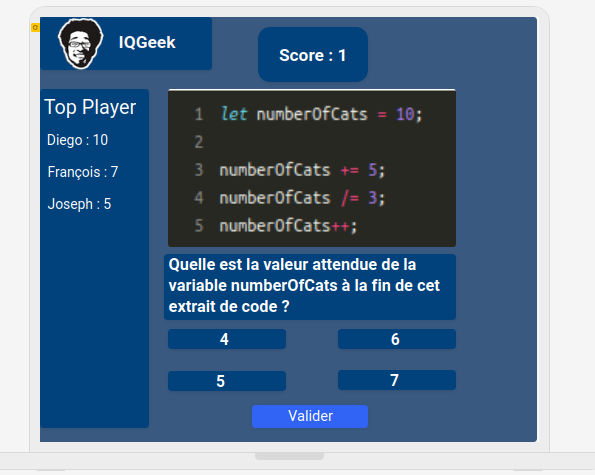 IQGeek
Score : 1
Top Player
Diego : 10
François : 7
Joseph : 5
1 let numberOfCats = 10;
2
3 numberOfCats += 5;
4 numberOfCats /= 3;
5 numberOfCats++;
Quelle est la valeur attendue de la
variable numberOfCats à la fin de cet
extrait de code ?
4
6
5
7
Valider